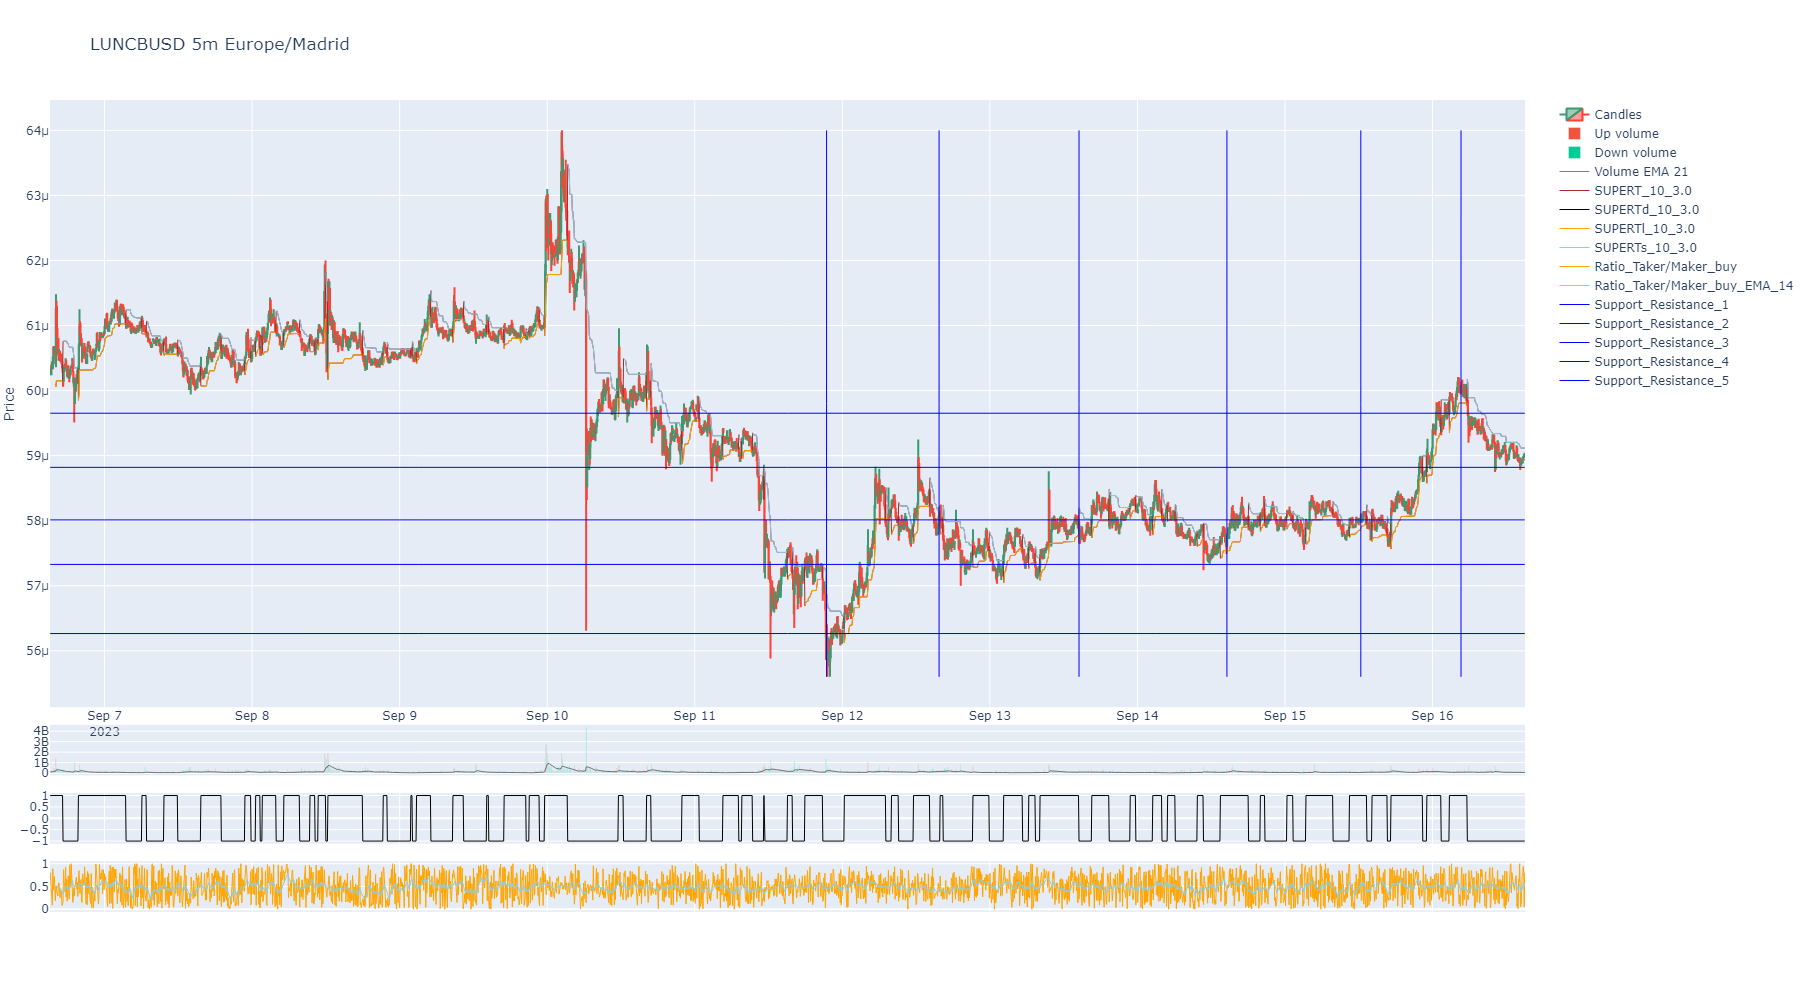 LUNCBUSD 5m Europe/Madrid
64μ
63μ
62μ
61μ
60μ
59μ
58μ
57μ
56μ
Price
Sep 7
2023
Sep 8
Sep 9
Sep 10
Sep 11
Sep 12
Sep 13
Sep 14
Sep 15
Sep 16
4B
3B
2B
1B
0
1
0.5
0
−0.5
−1
1
0.5
0
Candles
Up volume
Down volume
Volume EMA 21
SUPERT_10_3.0
SUPERTd_10_3.0
SUPERTl_10_3.0
SUPERTs_10_3.0
Ratio_Taker/Maker_buy
Ratio_Taker/Maker_buy_EMA_14
Support_Resistance_1
Support_Resistance_2
Support_Resistance_3
Support_Resistance_4
Support_Resistance_5